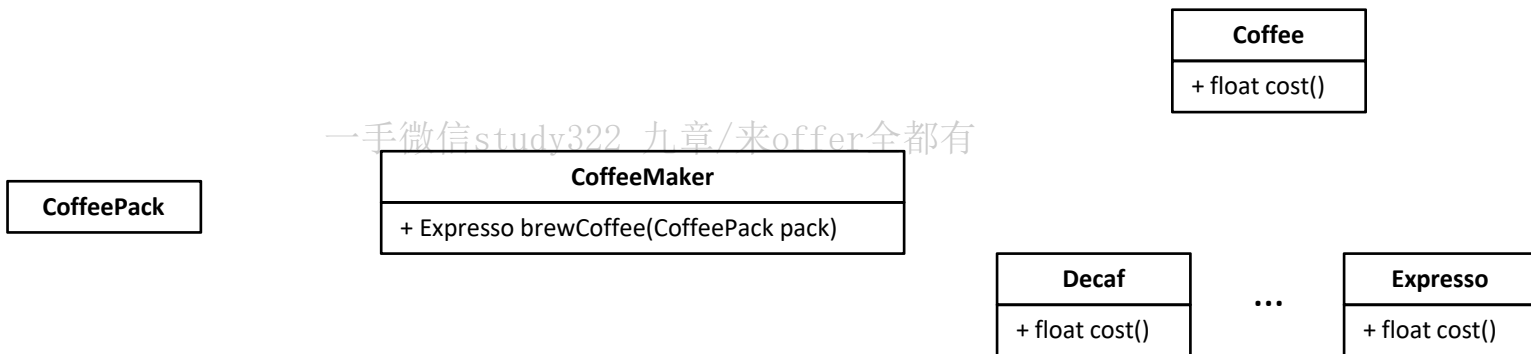 Coffee
+ float cost()
一手微信study322 九章/来offer全都有
CoffeeMaker
CoffeePack
+ Expresso brewCoffee(CoffeePack pack)
Decaf
...
Expresso
+ float cost()
+ float cost()